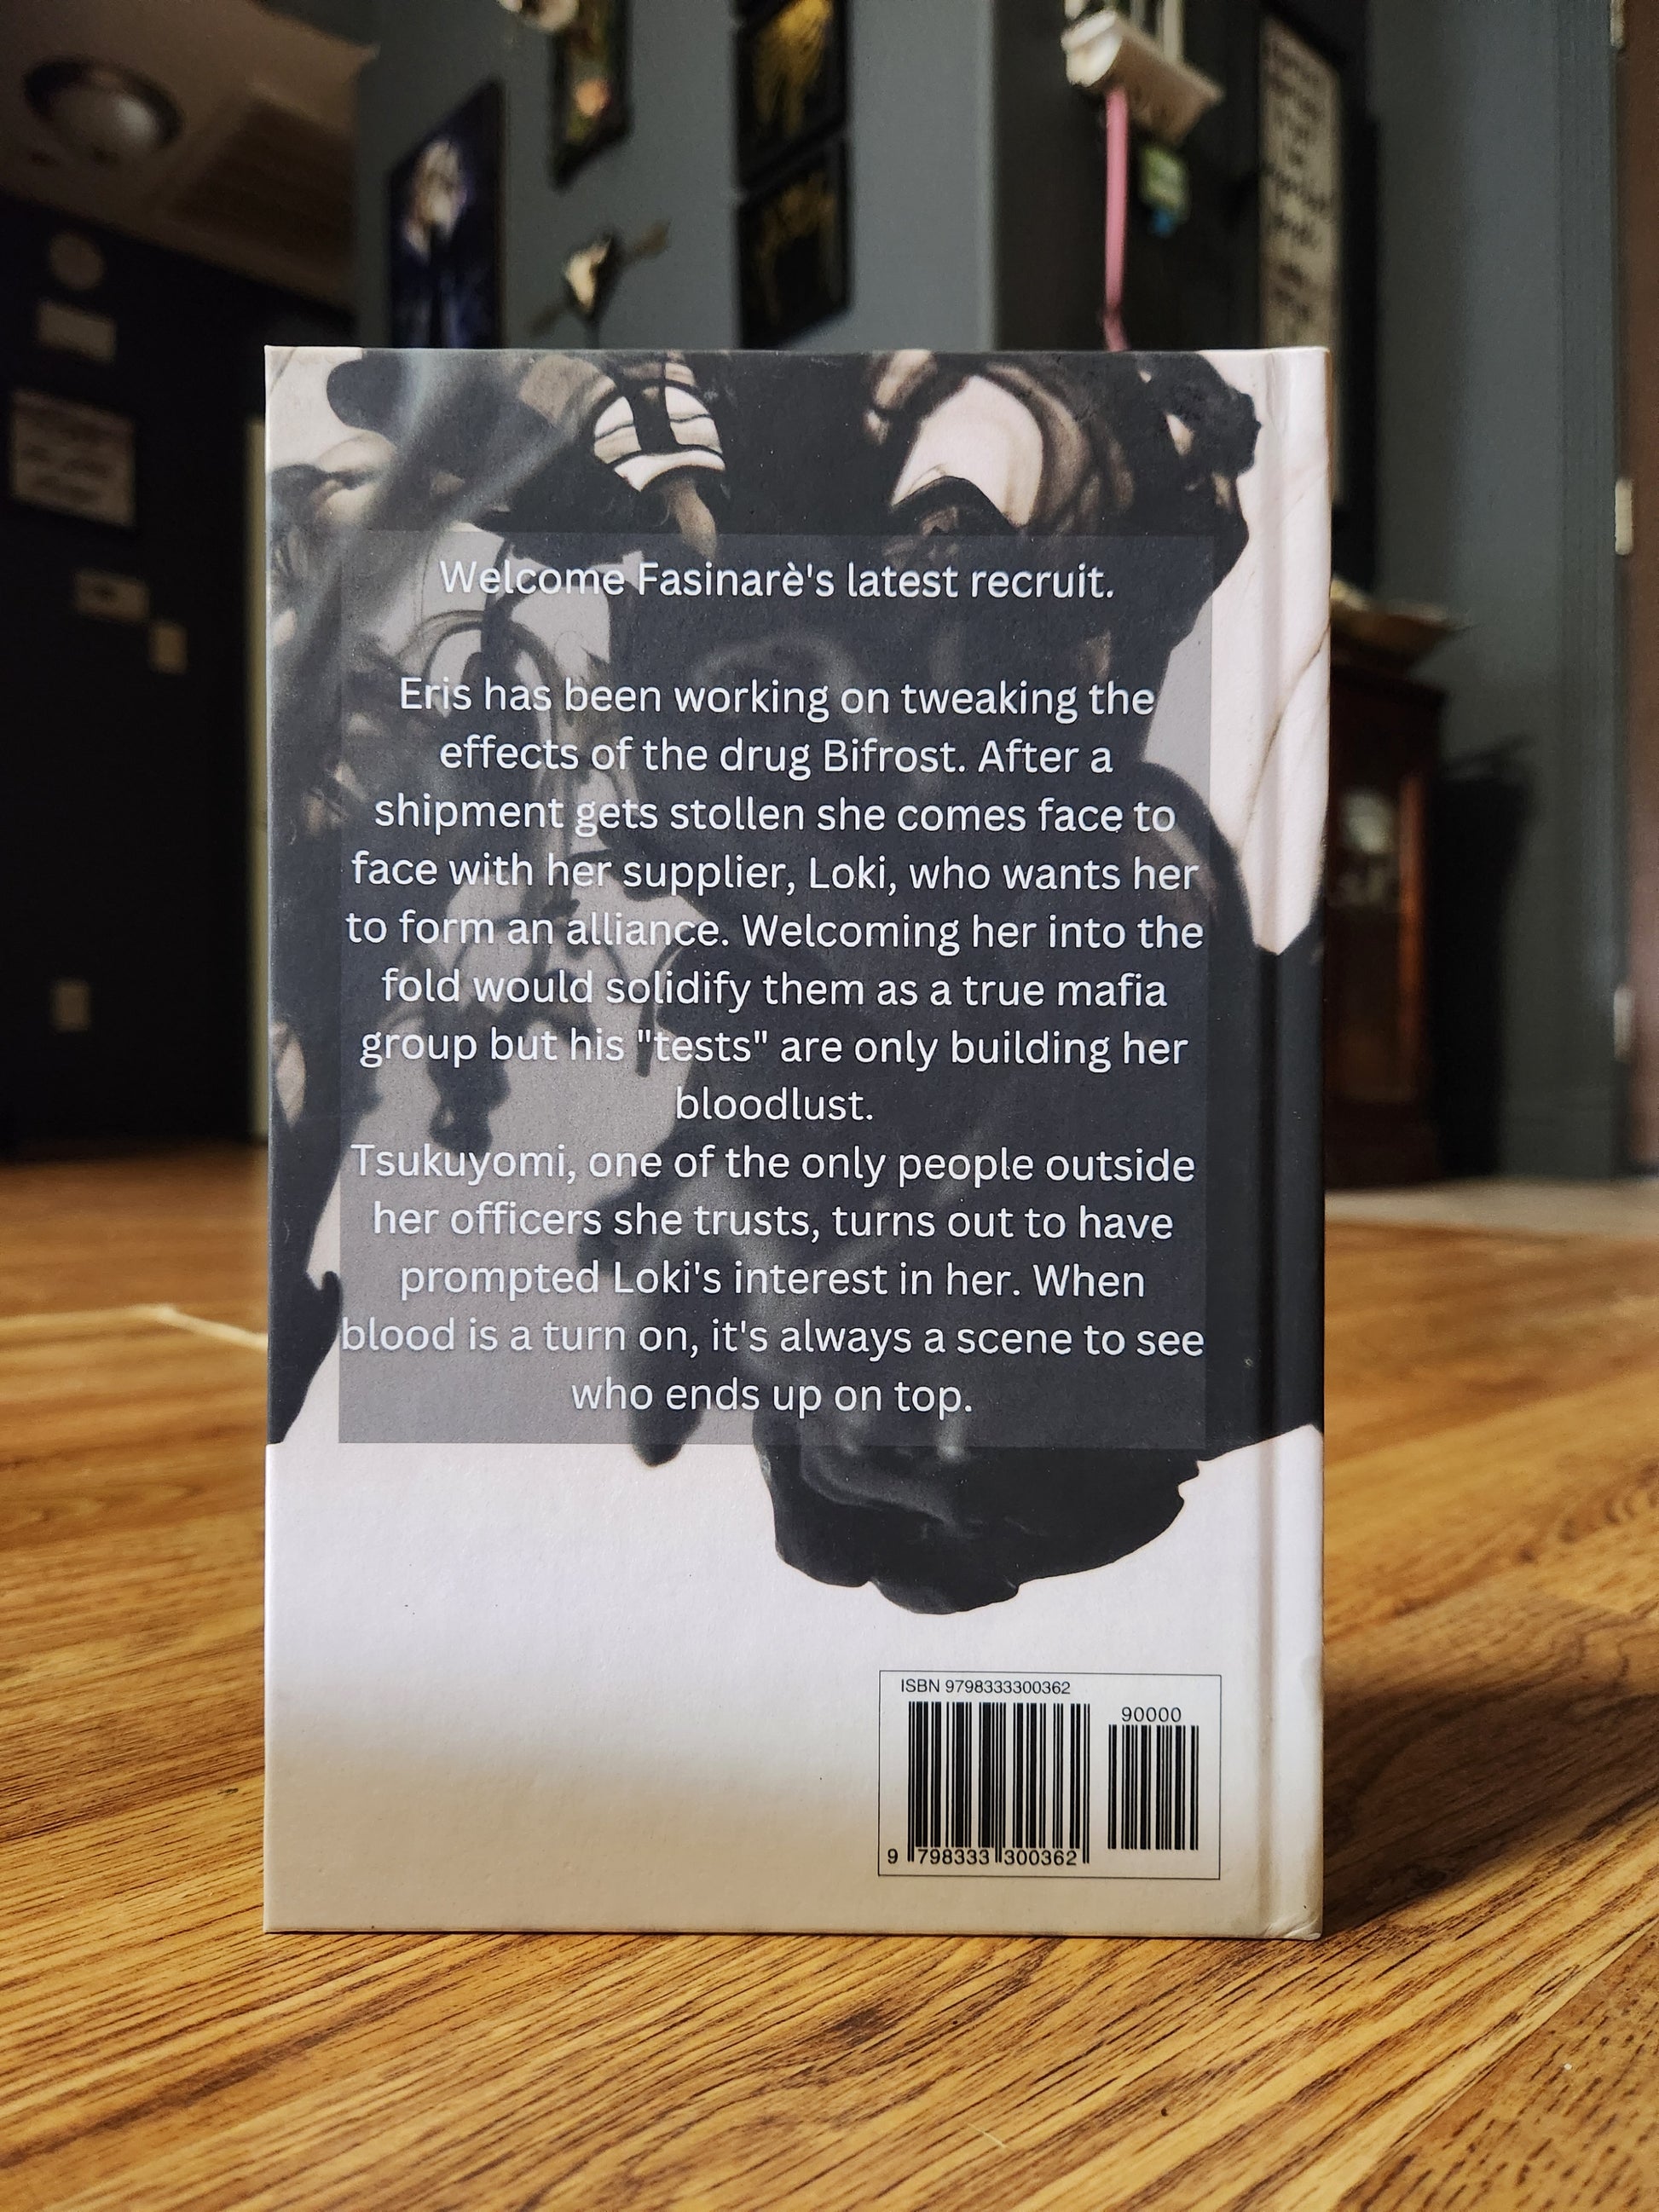 Welcome Fasinarè's latest recruit.
Eris has been working on tweaking the
effects of the drug Bifrost. After a
shipment gets stollen she comes face to
face with her supplier, Loki, who wants her
to form an alliance. Welcoming her into the
fold would solidify them as a true mafia
group but his "tests" are only building her
bloodlust.
Tsukuyomi, one of the only people outside
her officers she trusts, turns out to have
prompted Loki's interest in her. When
blood is a turn on, it's always a scene to see
who ends up on top.
ISBN 9798333300362
90000
9 798333 300362